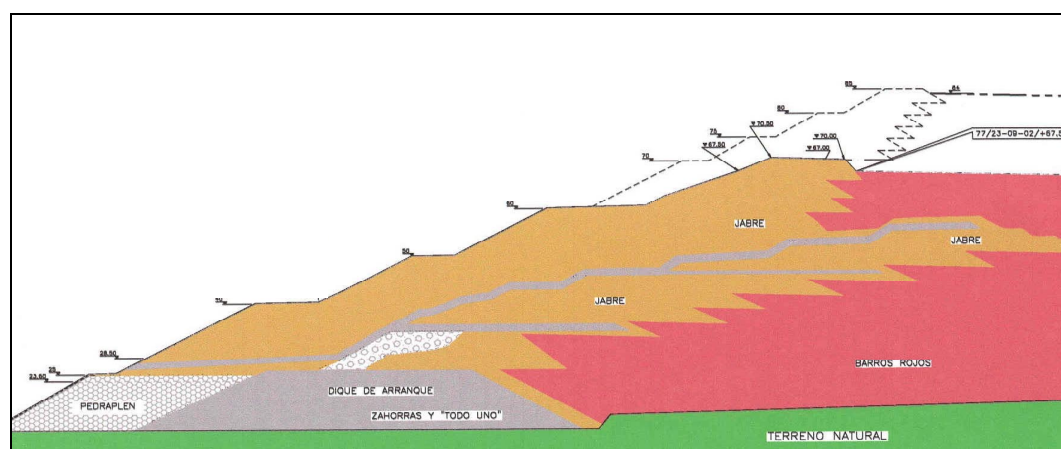 84
80
75
▼70.50
▼70.00
77/23-09-02/+67.5
▼67.50
▼67.00
70
60
JABRE
JABRE
50
JABRE
28.50
BARROS ROJOS
25
23.60
DIQUE DE ARRANQUE
PEDRAPLEN
ZAHORRAS Y "TODO UNO"
TERRENO NATURAL